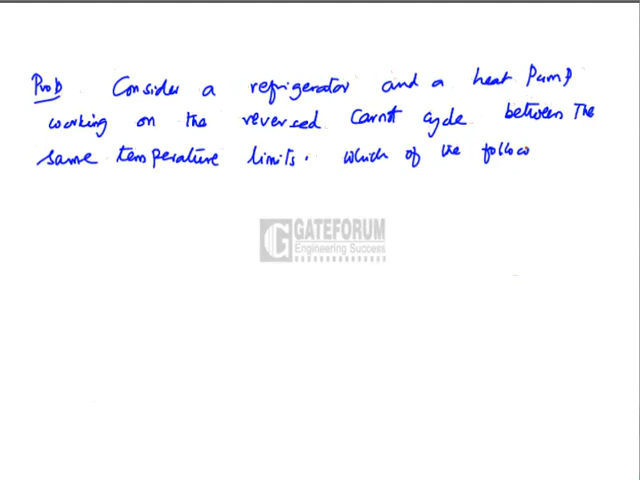 Prob Consider a refrigerator and a heat Pump
working on the reversed Carnot cycle between The
same temperature limits. which of the follow
GATEFORUM
Engineering Success